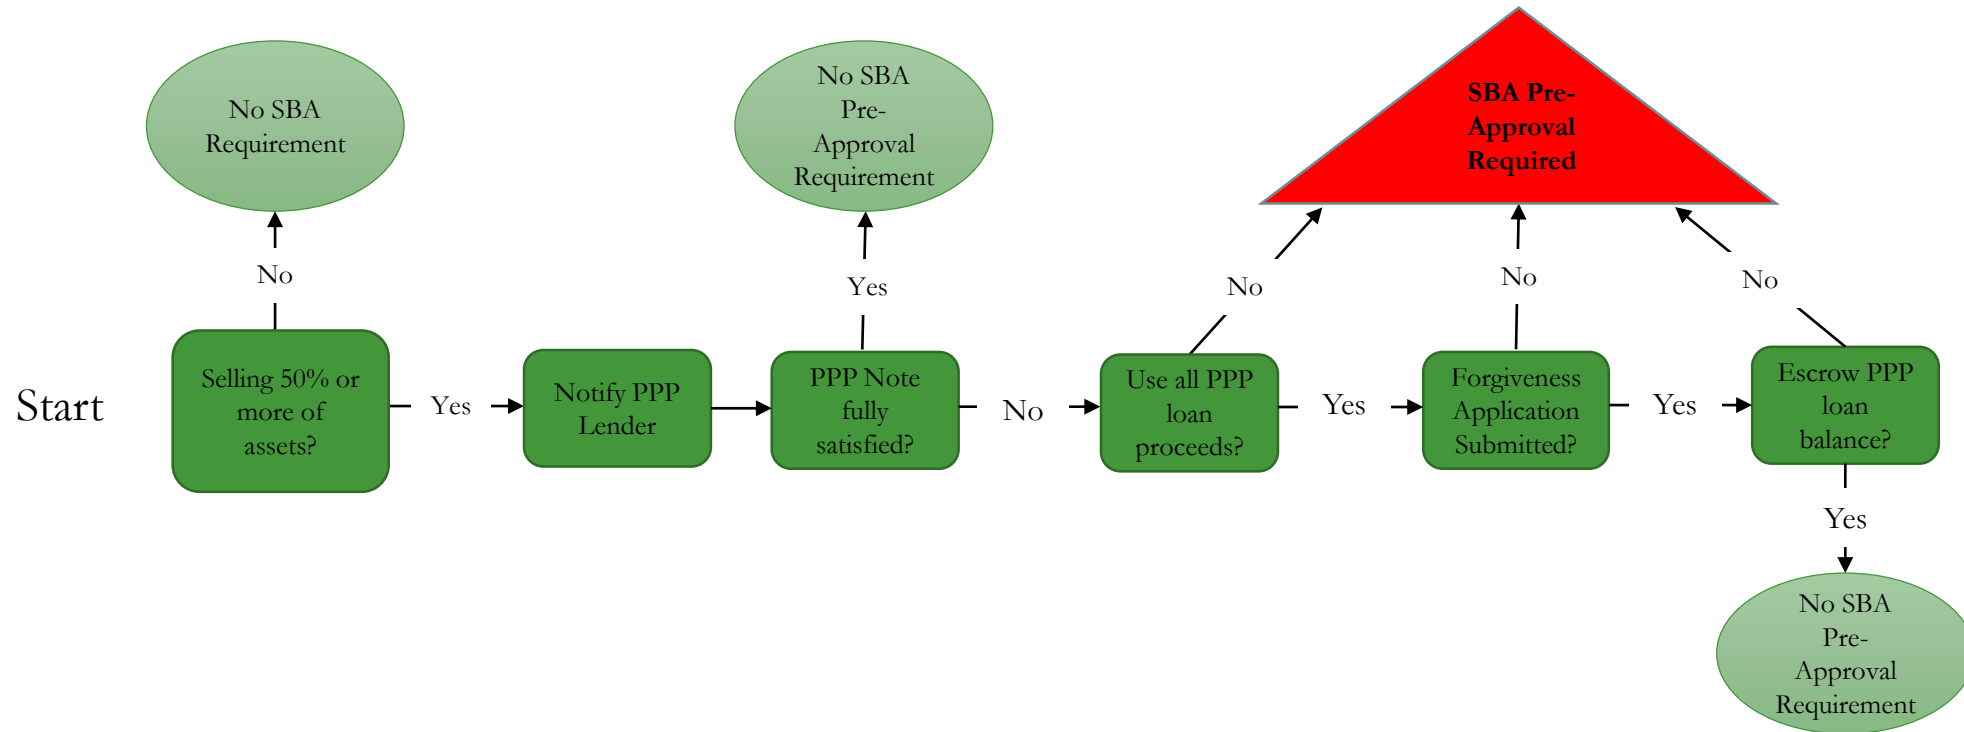 Start
No SBA
Requirement
No
Selling 50% or
more of
assets?
Yes
Notify PPP
Lender
No SBA
Pre-
Approval
Requirement
Yes
PPP Note
fully
satisfied?
No
SBA Pre-
Approval
Required
No
Use all PPP
loan
proceeds?
Yes
No
Forgiveness
Application
Submitted?
Yes
No
Escrow PPP
loan
balance?
Yes
No SBA
Pre-
Approval
Requirement